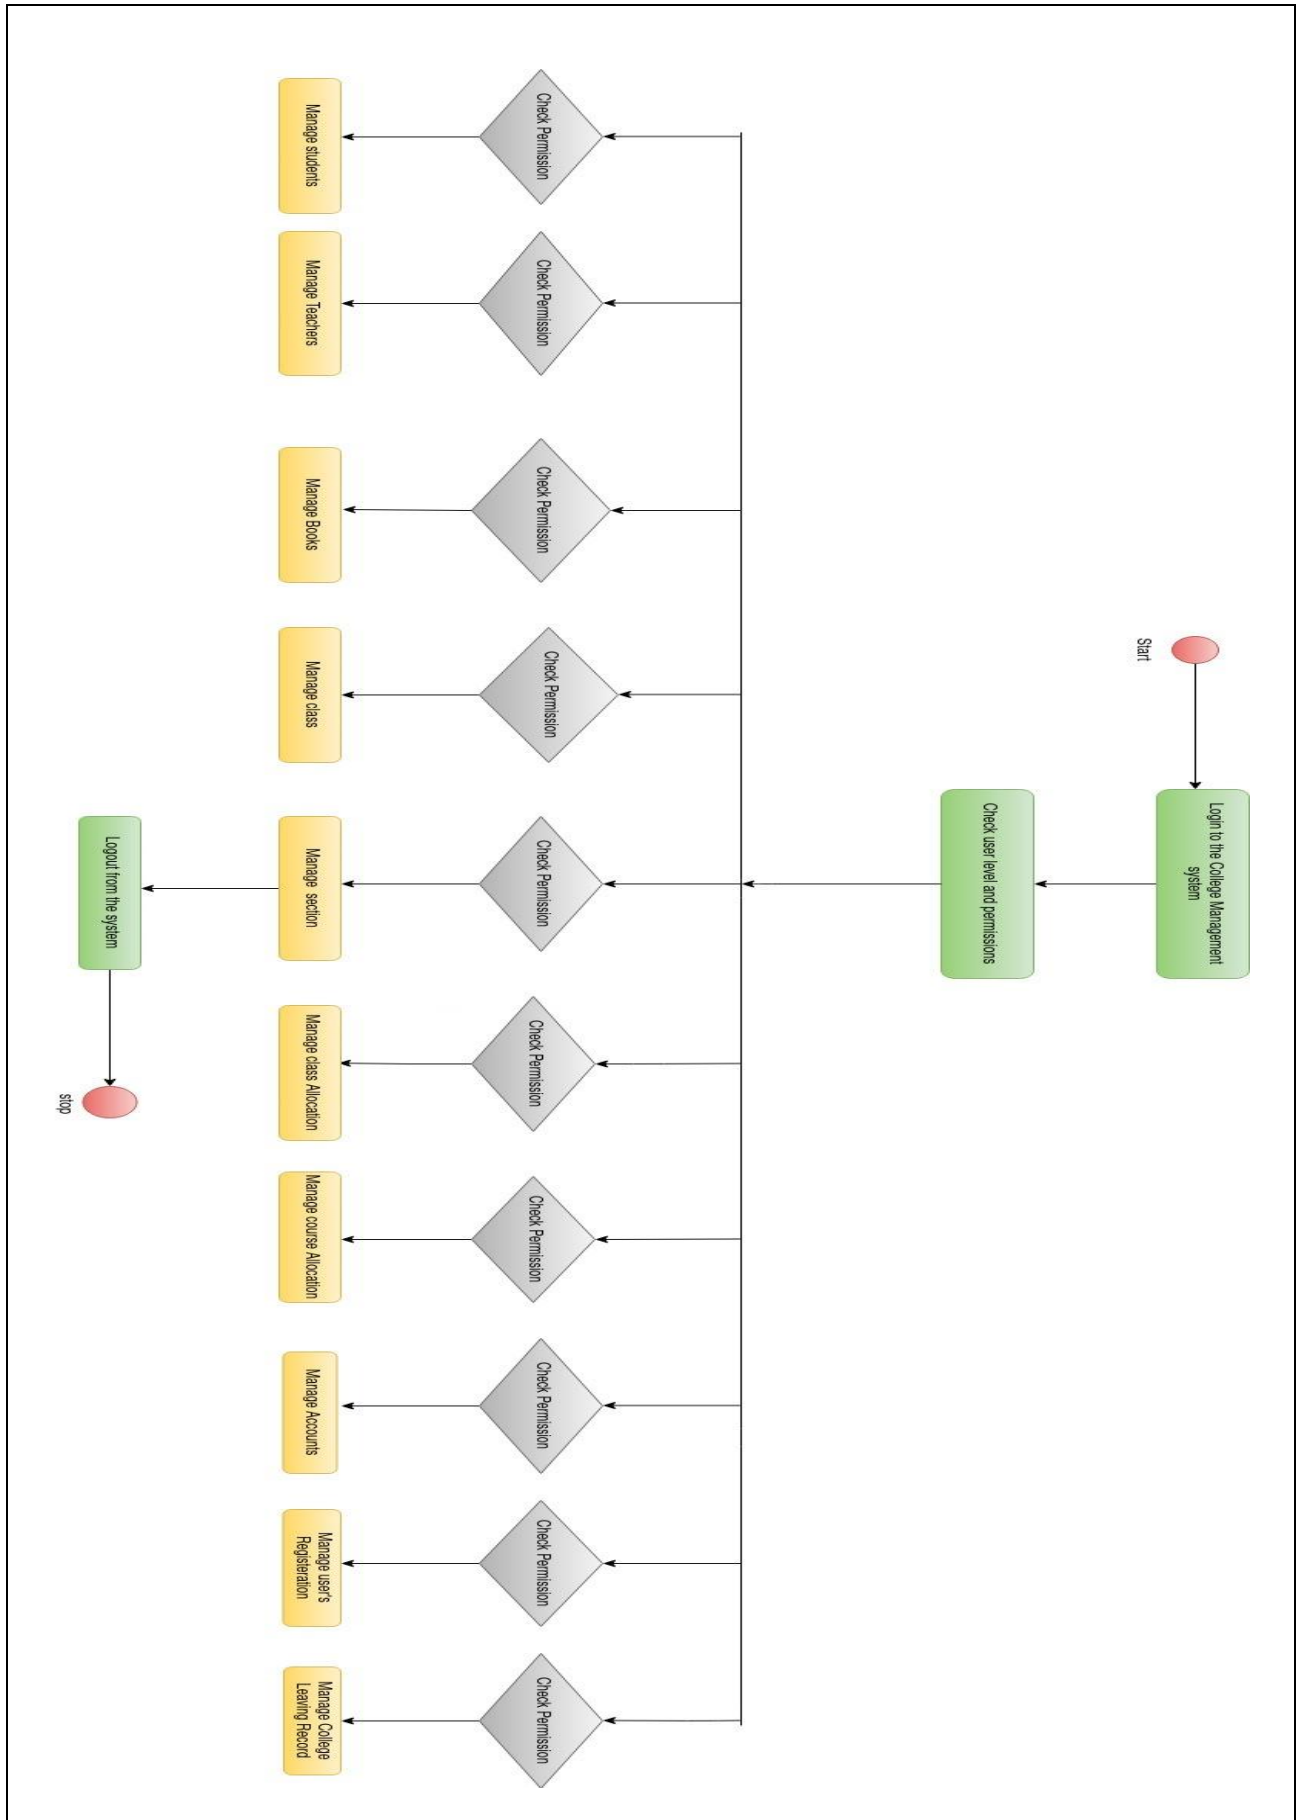 Start
Login to the College Management
system
Check user level and permissions
Check Permission
Check Permission
Check Permission
Check Permission
Check Permission
Check Permission
Check Permission
Check Permission
Check Permission
Check Permission
Manage students
Manage Teachers
Manage Books
Manage class
Manage section
Manage class Allocation
Manage course Allocation
Manage Accounts
Manage user's
Registeration
Manage College
Leaving Record
Logout from the system
stop